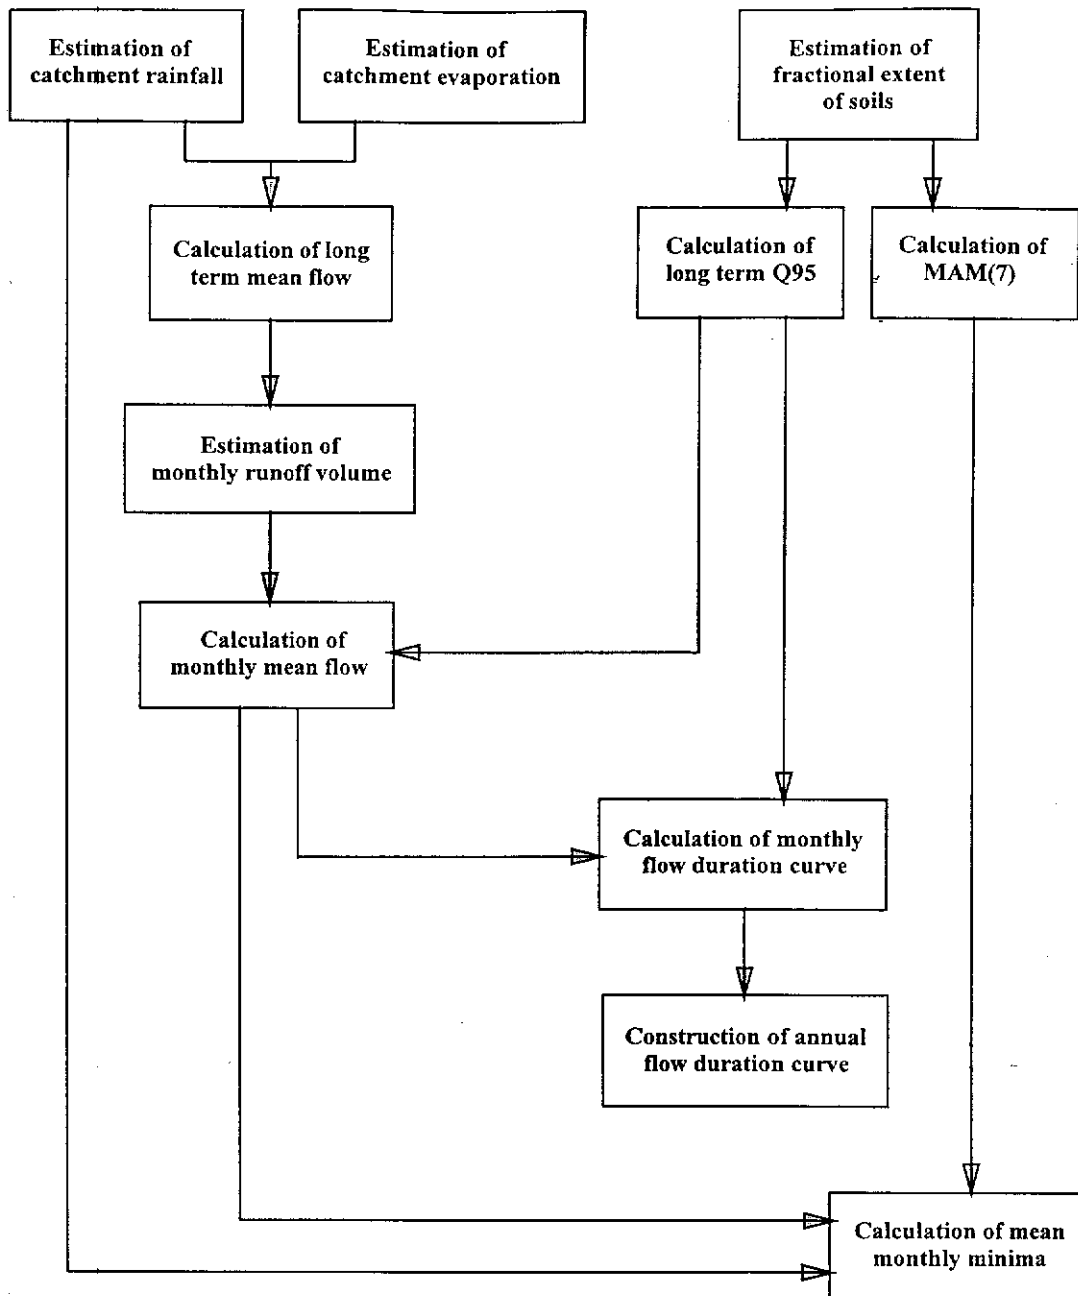 Estimation of
catchment rainfall
Estimation of
catchment evaporation
Estimation of
fractional extent
of soils
Calculation of long
term mean flow
Calculation of
long term Q95
Calculation of
MAM(7)
Estimation of
monthly runoff volume
Calculation of
monthly mean flow
Calculation of monthly
flow duration curve
Construction of annual
flow duration curve
Calculation of mean
monthly minima